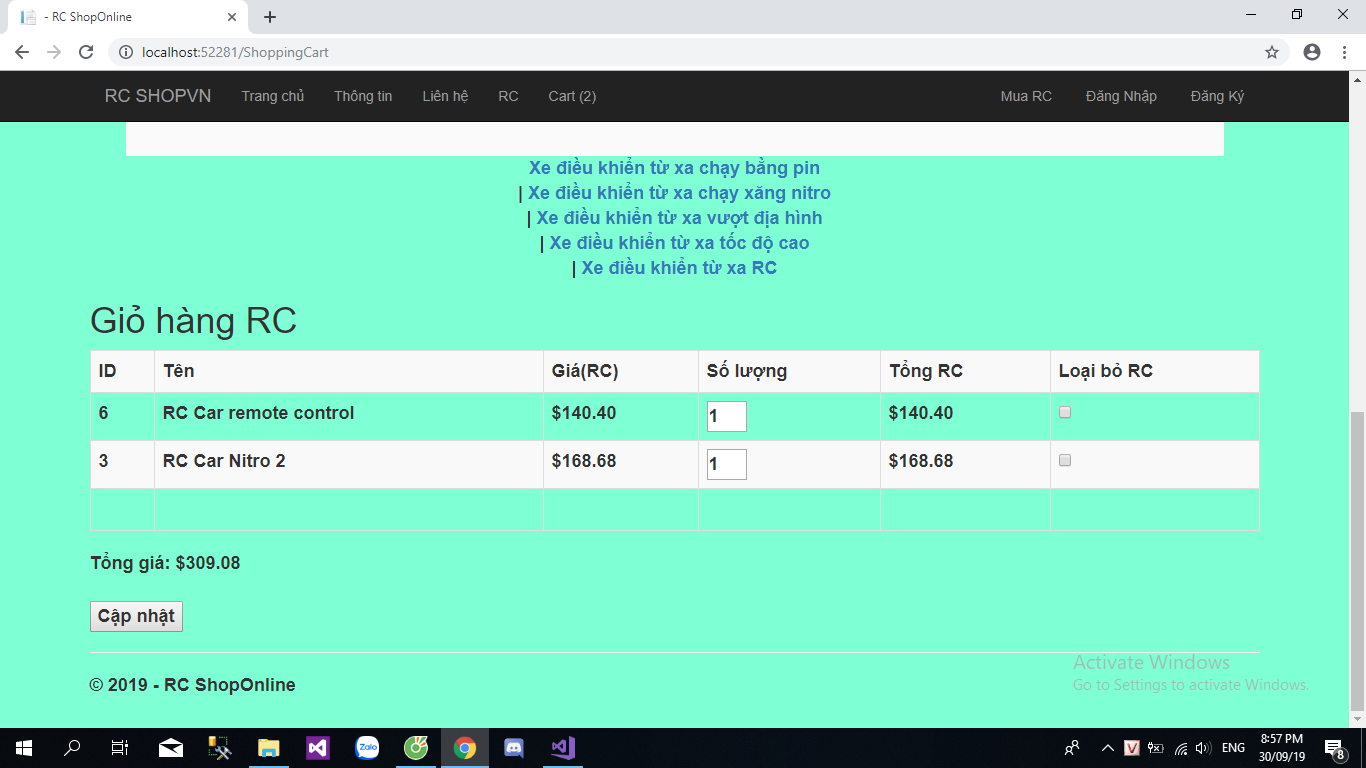 - RC ShopOnline
localhost:52281/ShoppingCart
RC SHOPVN Trang chủ Thông tin Liên hệ RC Cart (2) Mua RC Đăng Nhập Đăng Ký
Xe điều khiển từ xa chạy bằng pin
| Xe điều khiển từ xa chạy xăng nitro
| Xe điều khiển từ xa vượt địa hình
| Xe điều khiển từ xa tốc độ cao
| Xe điều khiển từ xa RC
Giỏ hàng RC
ID Tên Giá(RC) Số lượng Tổng RC Loại bỏ RC
6 RC Car remote control $140.40 1 $140.40
3 RC Car Nitro 2 $168.68 1 $168.68
Tổng giá: $309.08
Cập nhật
© 2019 - RC ShopOnline
Activate Windows
Go to Settings to activate Windows.
Zalo
V
ENG
8:57 PM
30/09/19
8